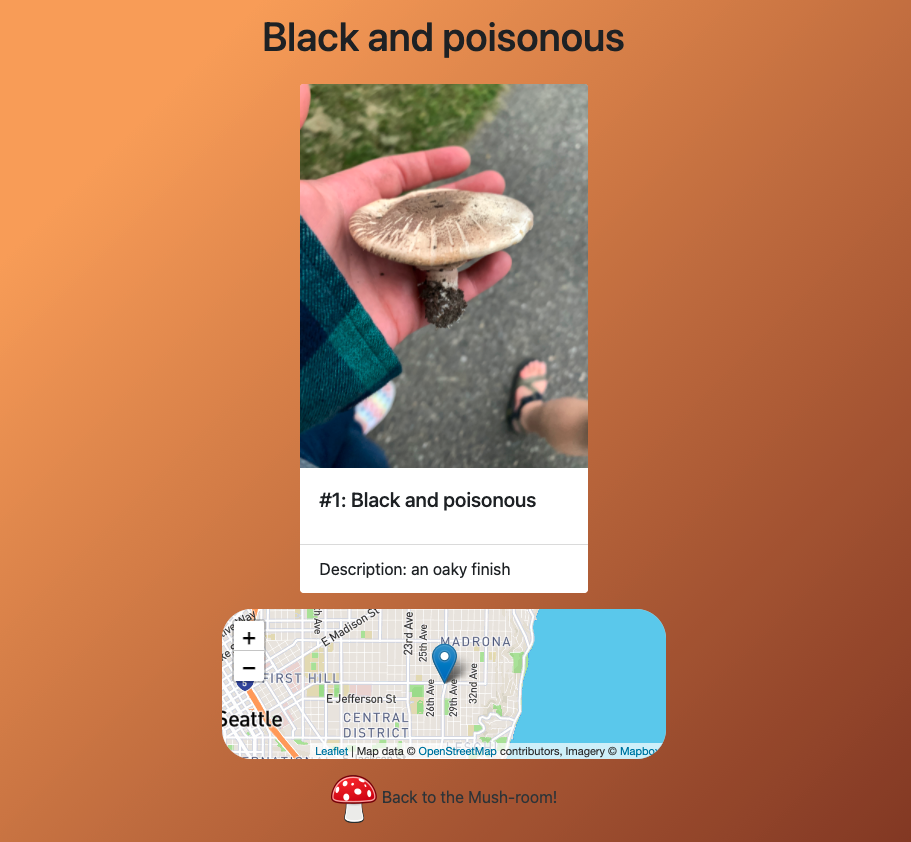 Black and poisonous
#1: Black and poisonous
Description: an oaky finish
+
−
E Madison St
23rd Ave
25th Ave
MADRONA
FIRST HILL
E Jefferson St
26th Ave
29th Ave
32nd Ave
5
Seattle
CENTRAL
DISTRICT
Leaflet | Map data © OpenStreetMap contributors, Imagery © Mapbox
Back to the Mush-room!